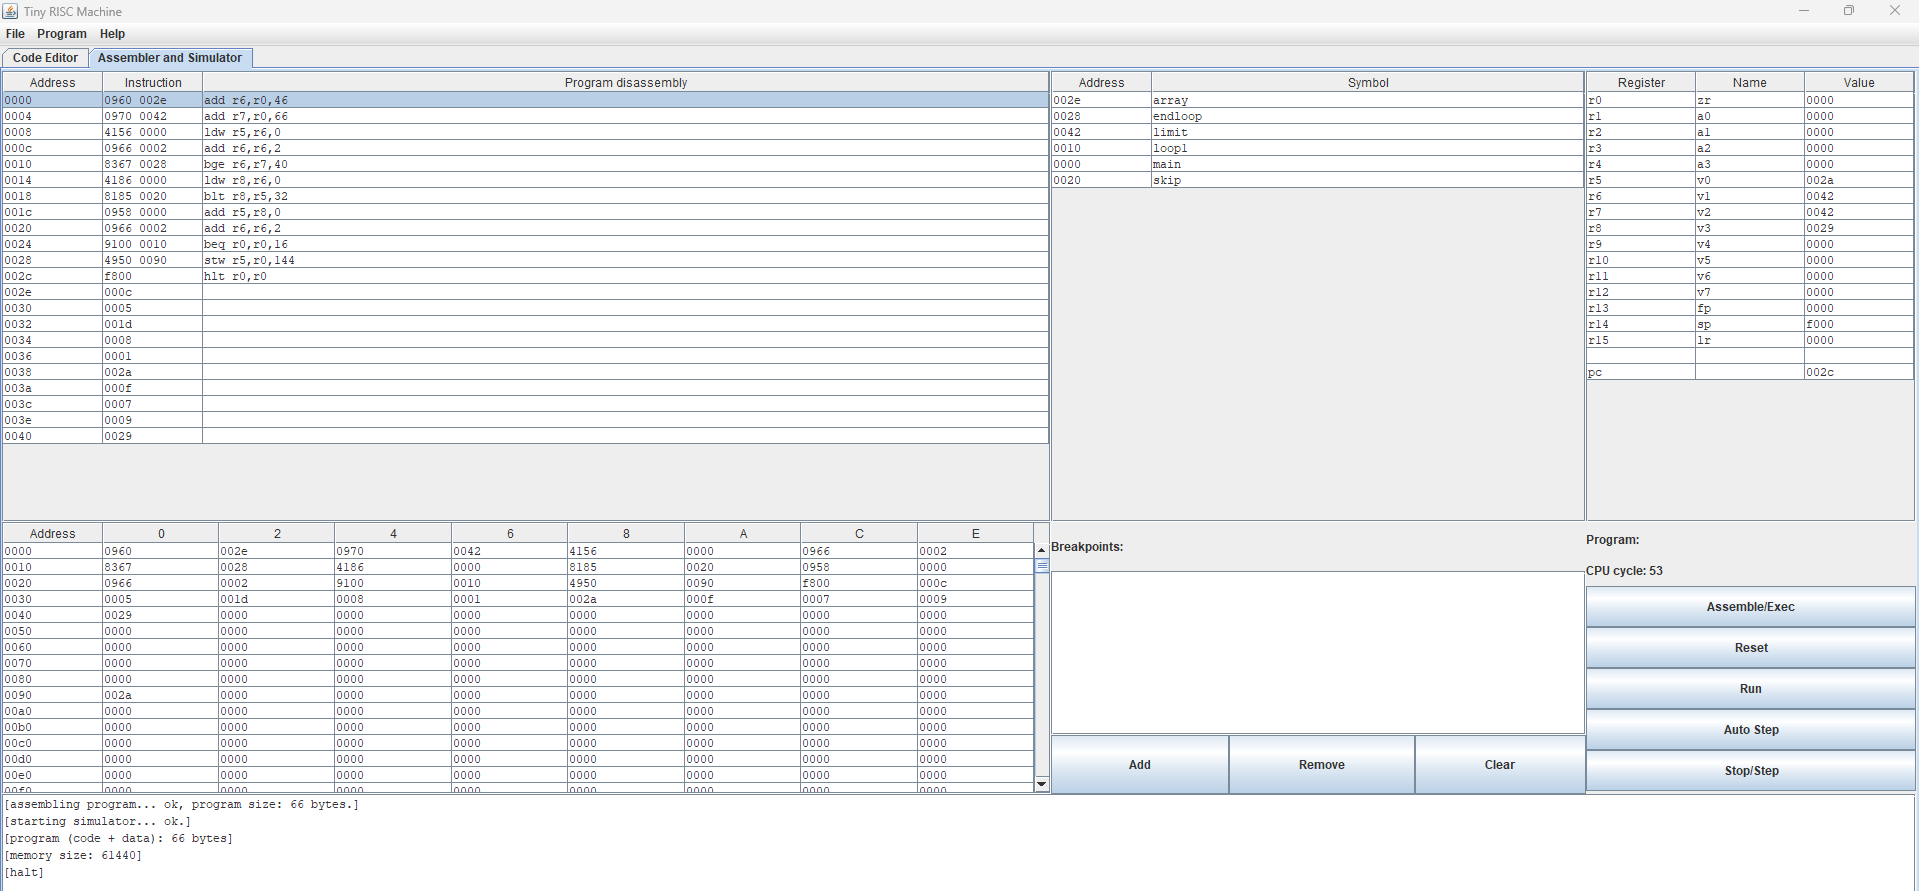 Tiny RISC Machine
File Program Help
Code Editor Assembler and Simulator
Address Instruction Program disassembly
0000 0960 002e add r6,r0,46
0004 0970 0042 add r7,r0,66
0008 4156 0000 ldw r5,r6,0
000c 0966 0002 add r6,r6,2
0010 8367 0028 bge r6,r7,40
0014 4186 0000 ldw r8,r6,0
0018 8185 0020 blt r8,r5,32
001c 0958 0000 add r5,r8,0
0020 0966 0002 add r6,r6,2
0024 9100 0010 beq r0,r0,16
0028 4950 0090 stw r5,r0,144
002c f800 hlt r0,r0
002e 000c
0030 0005
0032 001d
0034 0008
0036 0001
0038 002a
003a 000f
003c 0007
003e 0009
0040 0029
Address Symbol
002e array
0028 endloop
0042 limit
0010 loop1
0000 main
0020 skip
Register Name Value
r0 zr 0000
r1 a0 0000
r2 a1 0000
r3 a2 0000
r4 a3 0000
r5 v0 002a
r6 v1 0042
r7 v2 0042
r8 v3 0029
r9 v4 0000
r10 v5 0000
r11 v6 0000
r12 v7 0000
r13 fp 0000
r14 sp f000
r15 lr 0000
pc 002c
Address 0 2 4 6 8 A C E
0000 0960 002e 0970 0042 4156 0000 0966 0002
0010 8367 0028 4186 0000 8185 0020 0958 0000
0020 0966 0002 9100 0010 4950 0090 f800 000c
0030 0005 001d 0008 0001 002a 000f 0007 0009
0040 0029 0000 0000 0000 0000 0000 0000 0000
0050 0000 0000 0000 0000 0000 0000 0000 0000
0060 0000 0000 0000 0000 0000 0000 0000 0000
0070 0000 0000 0000 0000 0000 0000 0000 0000
0080 0000 0000 0000 0000 0000 0000 0000 0000
0090 002a 0000 0000 0000 0000 0000 0000 0000
00a0 0000 0000 0000 0000 0000 0000 0000 0000
00b0 0000 0000 0000 0000 0000 0000 0000 0000
00c0 0000 0000 0000 0000 0000 0000 0000 0000
00d0 0000 0000 0000 0000 0000 0000 0000 0000
00e0 0000 0000 0000 0000 0000 0000 0000 0000
00f0 0000 0000 0000 0000 0000 0000 0000 0000
Breakpoints:
Add Remove Clear
Program:
CPU cycle: 53
Assemble/Exec
Reset
Run
Auto Step
Stop/Step
[assembling program... ok, program size: 66 bytes.]
[starting simulator... ok.]
[program (code + data): 66 bytes]
[memory size: 61440]
[halt]